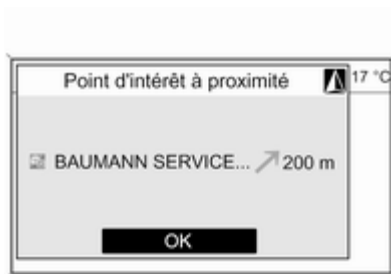 Point d'intérêt à proximité
17 °C
BAUMANN SERVICE... 200 m
OK